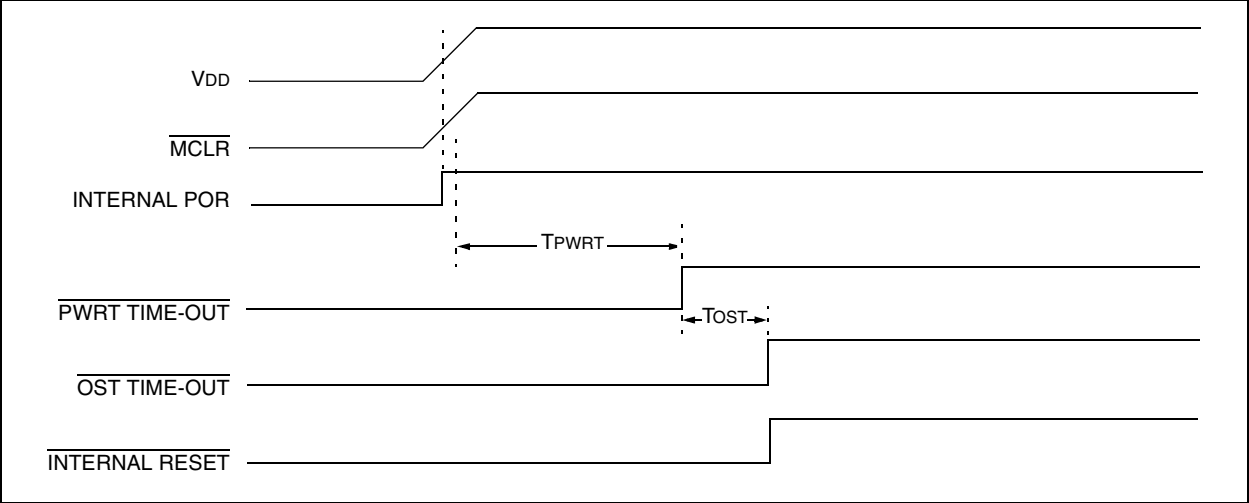 VDD
MCLR
INTERNAL POR
TPWRT
PWRT TIME-OUT
TOST
OST TIME-OUT
INTERNAL RESET